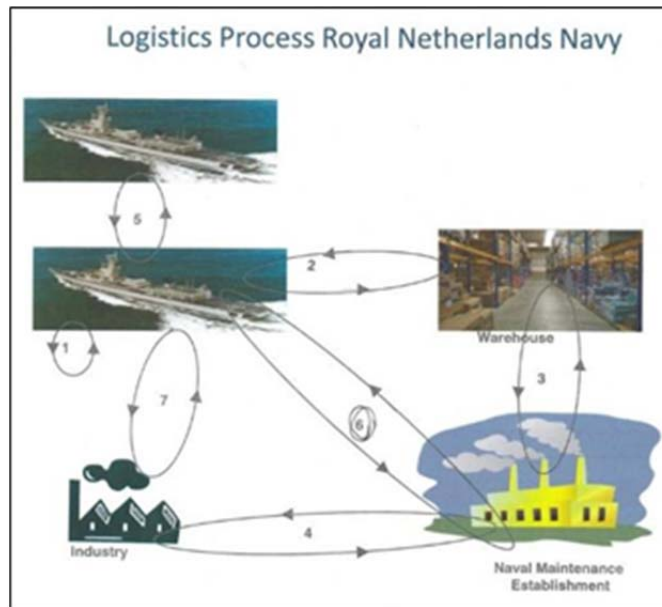 Logistics Process Royal Netherlands Navy
5
2
1
Warehouse
3
7
6
4
Industry
Naval Maintenance
Establishment